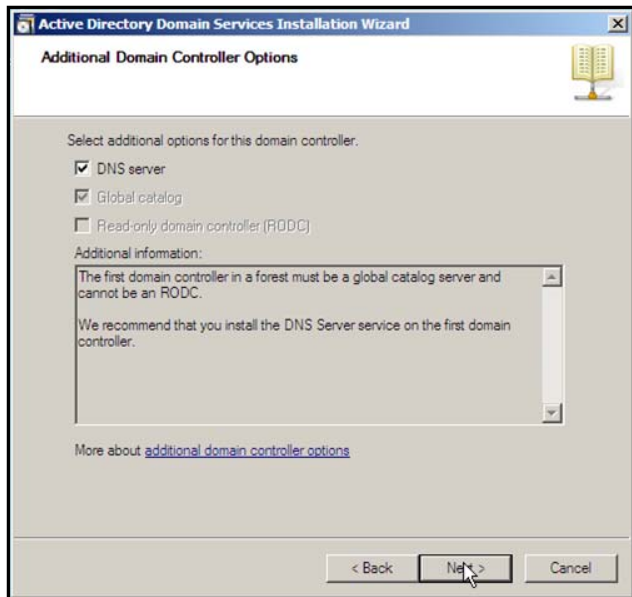 Active Directory Domain Services Installation Wizard
Additional Domain Controller Options
Select additional options for this domain controller.
DNS server
Global catalog
Read-only domain controller (RODC)
Additional information:
The first domain controller in a forest must be a global catalog server and
cannot be an RODC.
We recommend that you install the DNS Server service on the first domain
controller.
More about additional domain controller options
< Back
Next >
Cancel